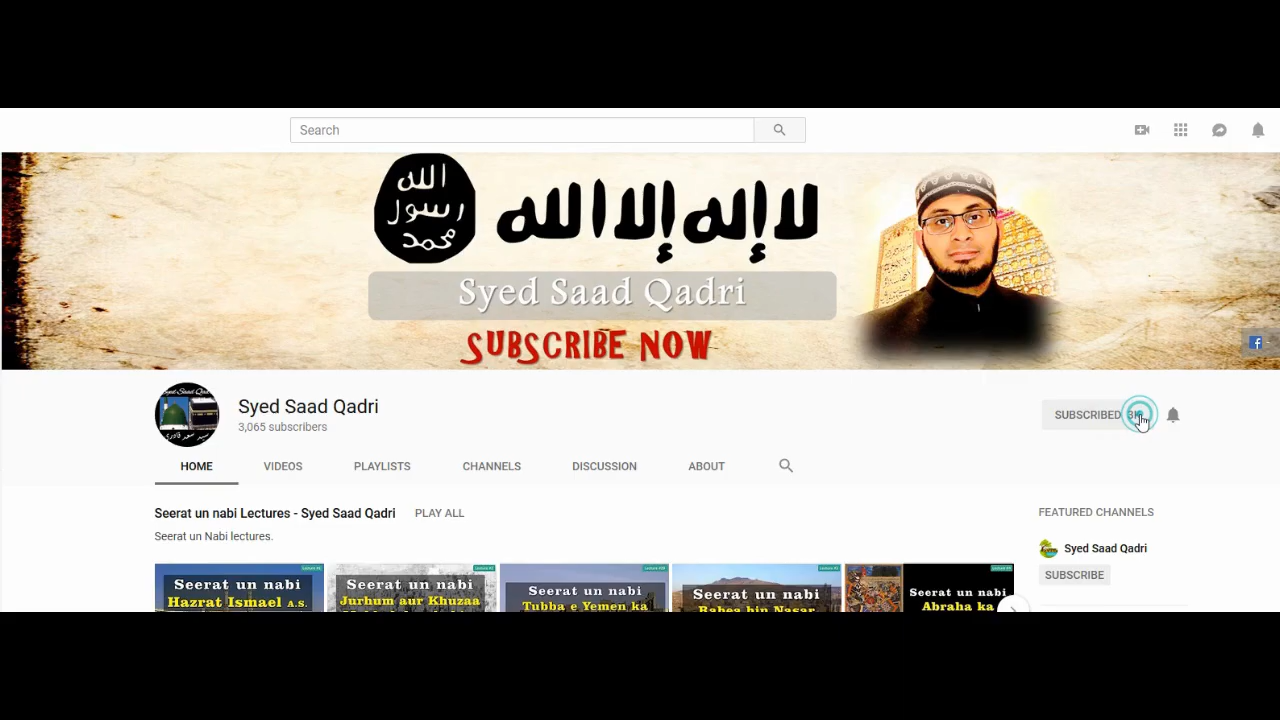 Search
الله
رسول
محمد
لا إله إلا الله
Syed Saad Qadri
SUBSCRIBE NOW
Syed Saad Qadri
3,065 subscribers
SUBSCRIBED
HOME
VIDEOS
PLAYLISTS
CHANNELS
DISCUSSION
ABOUT
Seerat un nabi Lectures - Syed Saad Qadri
PLAY ALL
Seerat un Nabi lectures.
FEATURED CHANNELS
Syed Saad Qadri
SUBSCRIBE
Seerat un nabi
Hazrat Ismael A.S.
Seerat un nabi
Jurhum aur Khuzaa
Seerat un nabi
Tubba e Yemen ka
Seerat un nabi
Rabea bin Nasar
Seerat un nabi
Abraha ka